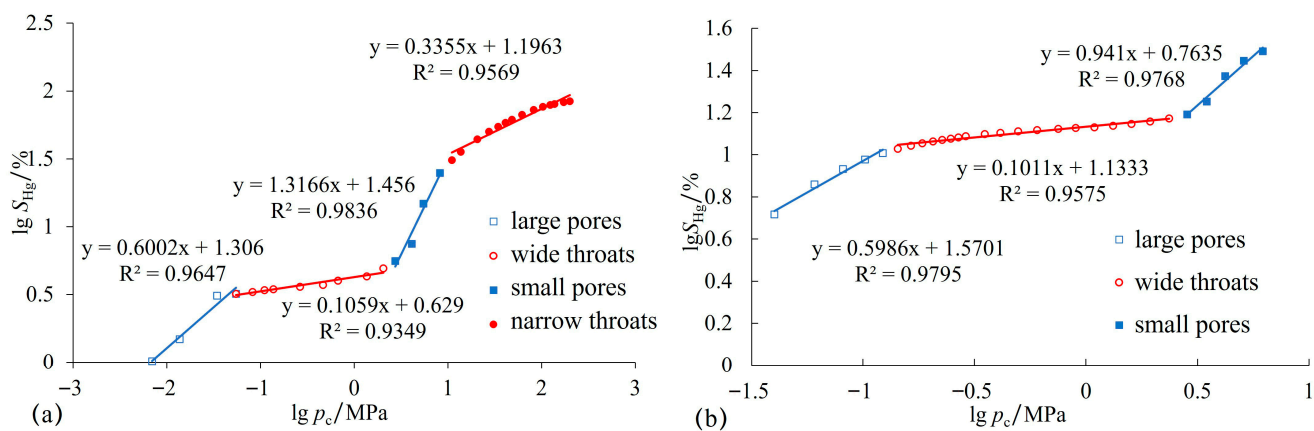 2.5
2
1.5
1
0.5
0
−3
−2
−1
0
1
2
3
lg S_Hg/%
lg p_c/MPa
(a)
y = 0.3355x + 1.1963
R² = 0.9569
y = 1.3166x + 1.456
R² = 0.9836
y = 0.6002x + 1.306
R² = 0.9647
y = 0.1059x + 0.629
R² = 0.9349
large pores
wide throats
small pores
narrow throats
1.6
1.4
1.2
1
0.8
0.6
0.4
0.2
0
−1.5
−1
−0.5
0
0.5
1
lgS_Hg/%
lg p_c/MPa
(b)
y = 0.941x + 0.7635
R² = 0.9768
y = 0.1011x + 1.1333
R² = 0.9575
y = 0.5986x + 1.5701
R² = 0.9795
large pores
wide throats
small pores